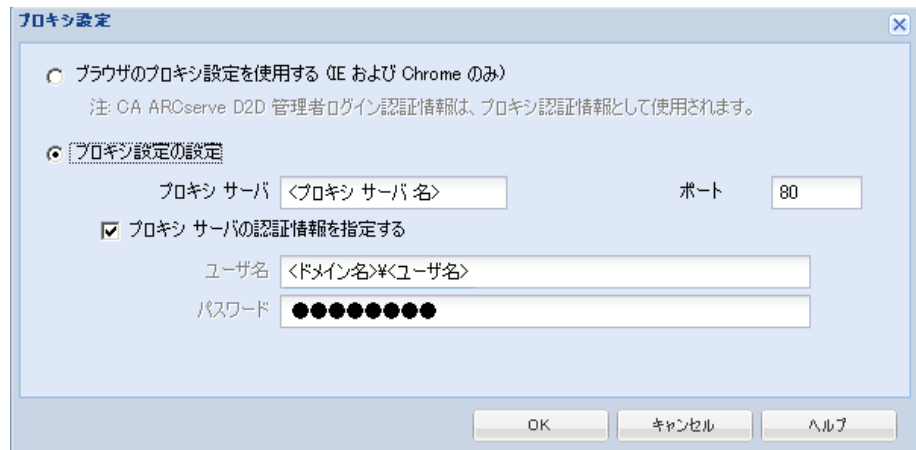 プロキシ設定
ブラウザのプロキシ設定を使用する (IE および Chrome のみ)
注: CA ARCserve D2D 管理者ログイン認証情報は、プロキシ認証情報として使用されます。
プロキシ設定の設定
プロキシ サーバ <プロキシ サーバ名> ポート 80
プロキシ サーバの認証情報を指定する
ユーザ名 <ドメイン名>¥<ユーザ名>
パスワード ●●●●●●●●
OK キャンセル ヘルプ